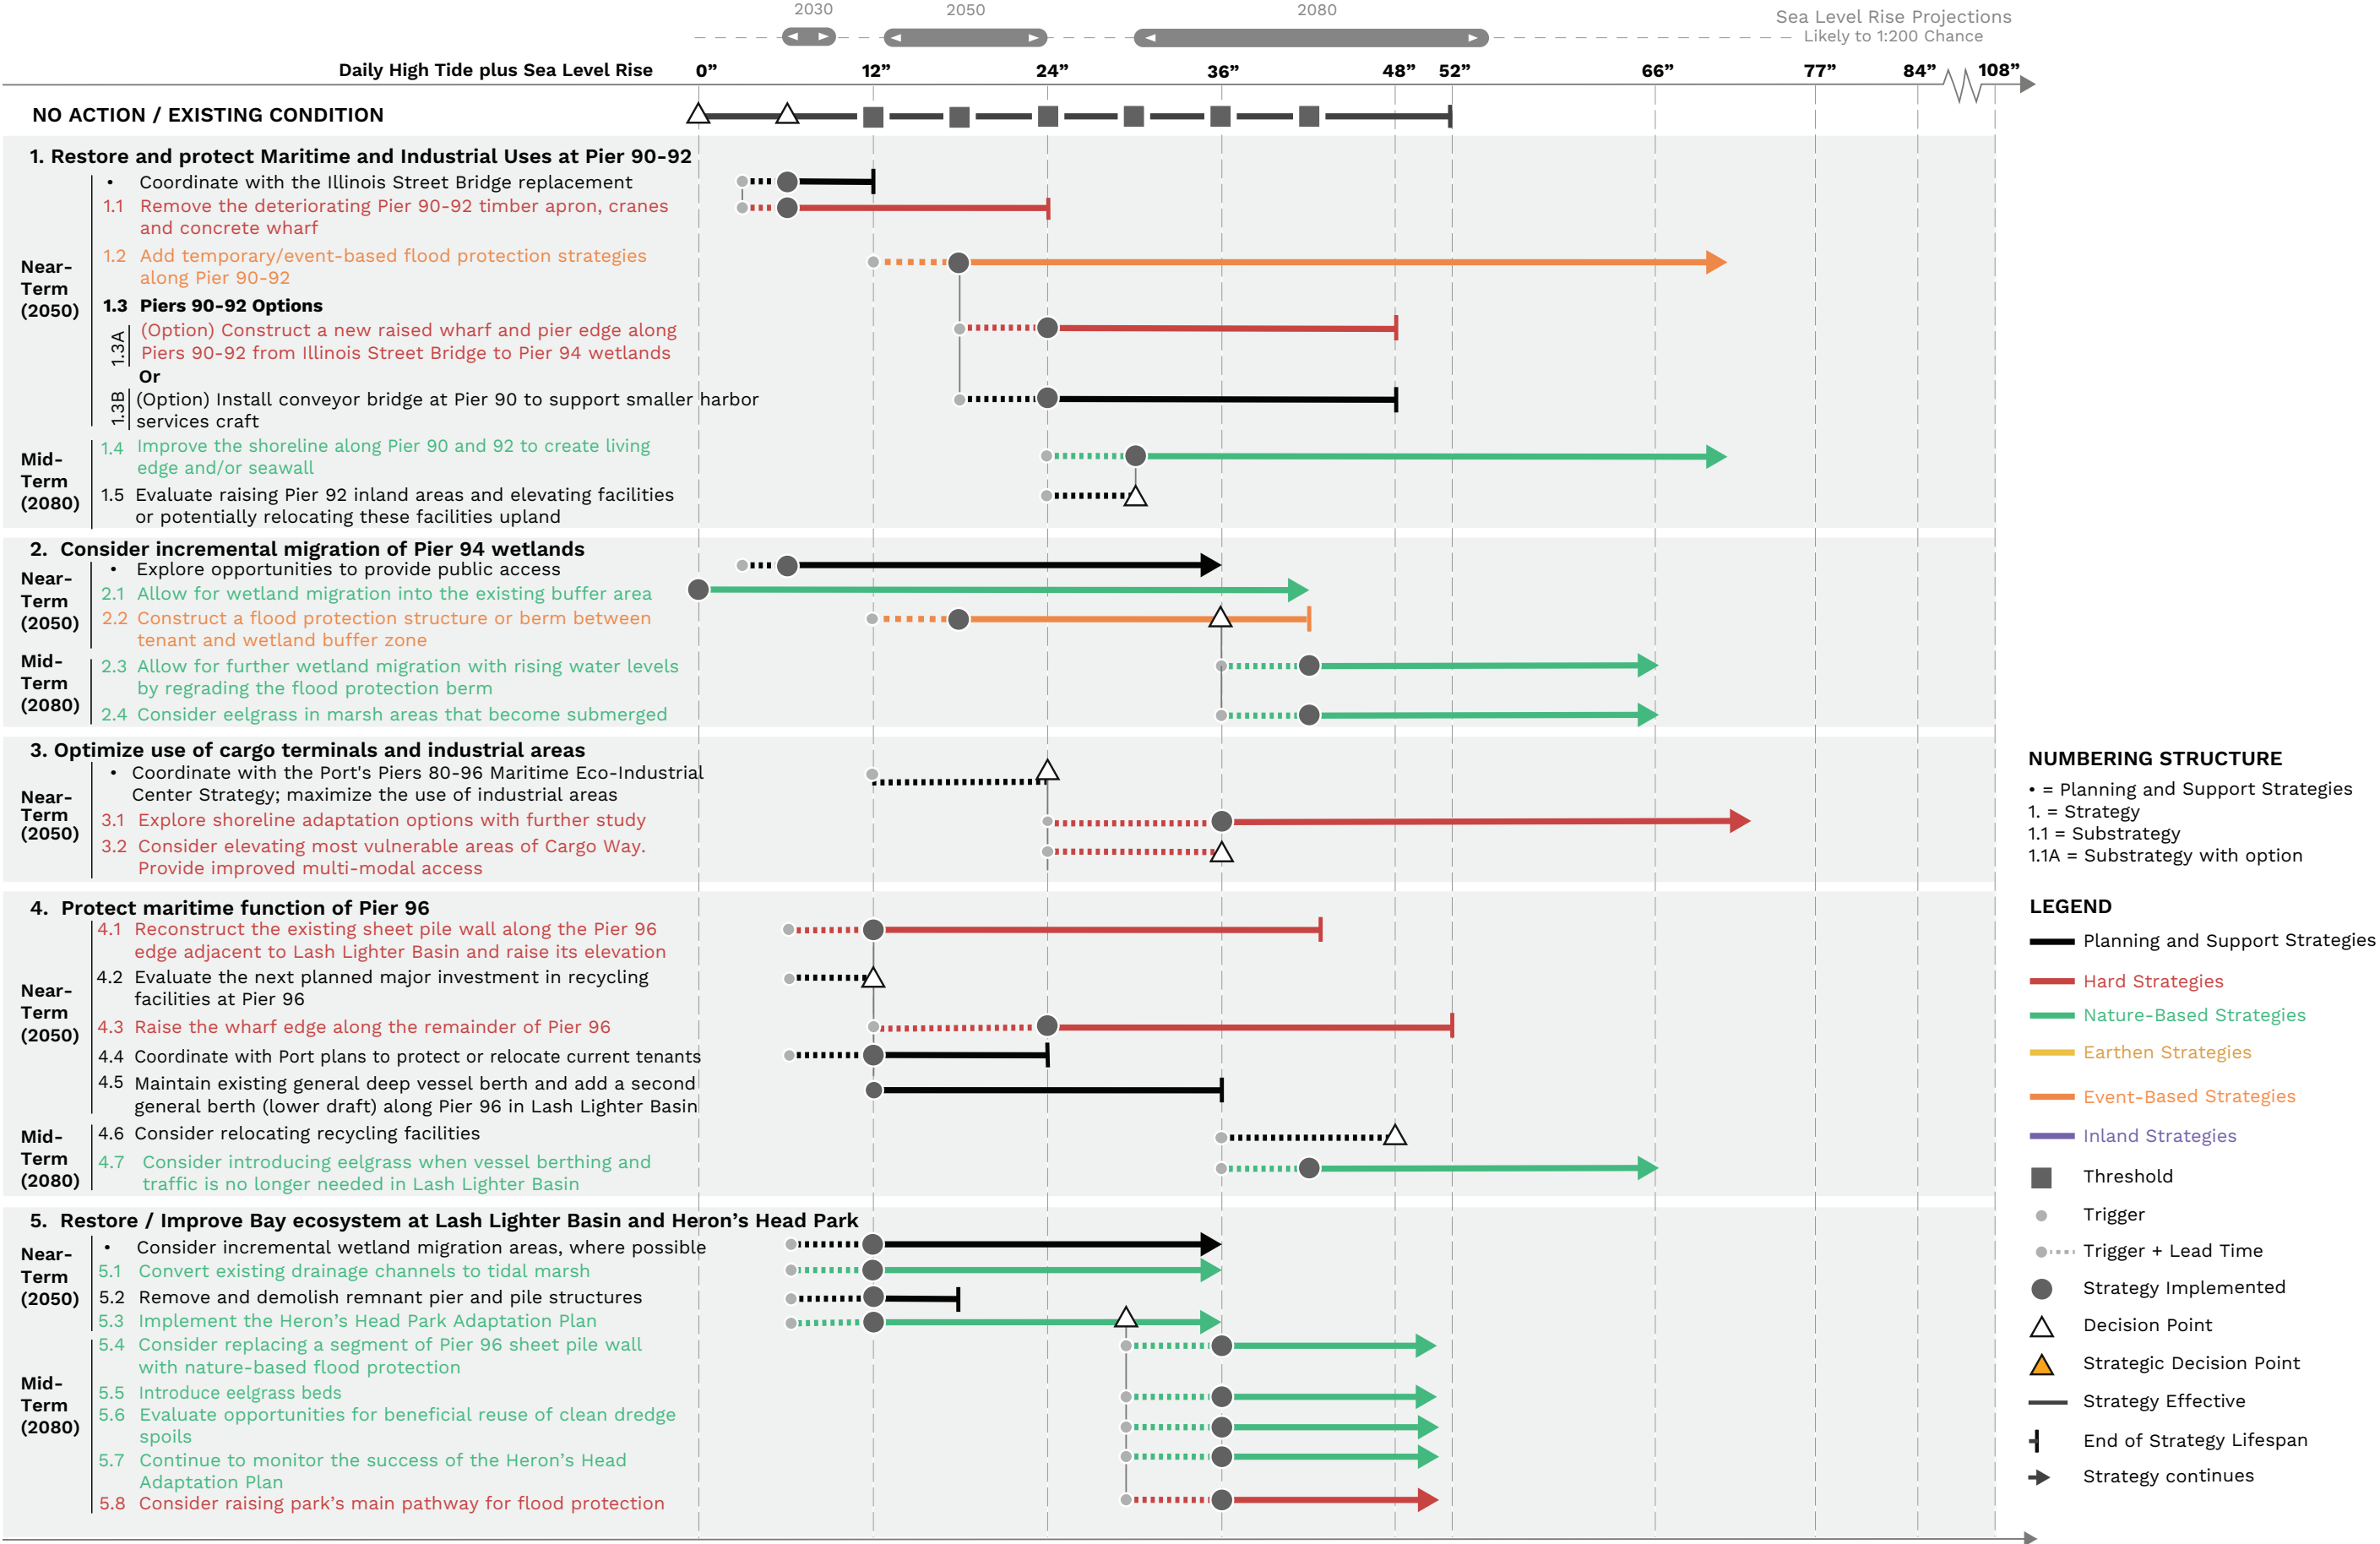 2030
2050
2080
Sea Level Rise Projections
Likely to 1:200 Chance
Daily High Tide plus Sea Level Rise
0”
12”
24”
36”
48”
52”
66”
77”
84”
108”
NO ACTION / EXISTING CONDITION
1. Restore and protect Maritime and Industrial Uses at Pier 90-92
Near-
Term
(2050)
• Coordinate with the Illinois Street Bridge replacement
1.1 Remove the deteriorating Pier 90-92 timber apron, cranes
and concrete wharf
1.2 Add temporary/event-based flood protection strategies
along Pier 90-92
1.3 Piers 90-92 Options
1.3A
(Option) Construct a new raised wharf and pier edge along
Piers 90-92 from Illinois Street Bridge to Pier 94 wetlands
Or
1.3B
(Option) Install conveyor bridge at Pier 90 to support smaller harbor
services craft
Mid-
Term
(2080)
1.4 Improve the shoreline along Pier 90 and 92 to create living
edge and/or seawall
1.5 Evaluate raising Pier 92 inland areas and elevating facilities
or potentially relocating these facilities upland
2. Consider incremental migration of Pier 94 wetlands
Near-
Term
(2050)
• Explore opportunities to provide public access
2.1 Allow for wetland migration into the existing buffer area
2.2 Construct a flood protection structure or berm between
tenant and wetland buffer zone
Mid-
Term
(2080)
2.3 Allow for further wetland migration with rising water levels
by regrading the flood protection berm
2.4 Consider eelgrass in marsh areas that become submerged
3. Optimize use of cargo terminals and industrial areas
Near-
Term
(2050)
• Coordinate with the Port's Piers 80-96 Maritime Eco-Industrial
Center Strategy; maximize the use of industrial areas
3.1 Explore shoreline adaptation options with further study
3.2 Consider elevating most vulnerable areas of Cargo Way.
Provide improved multi-modal access
4. Protect maritime function of Pier 96
Near-
Term
(2050)
4.1 Reconstruct the existing sheet pile wall along the Pier 96
edge adjacent to Lash Lighter Basin and raise its elevation
4.2 Evaluate the next planned major investment in recycling
facilities at Pier 96
4.3 Raise the wharf edge along the remainder of Pier 96
4.4 Coordinate with Port plans to protect or relocate current tenants
4.5 Maintain existing general deep vessel berth and add a second
general berth (lower draft) along Pier 96 in Lash Lighter Basin
Mid-
Term
(2080)
4.6 Consider relocating recycling facilities
4.7 Consider introducing eelgrass when vessel berthing and
traffic is no longer needed in Lash Lighter Basin
5. Restore / Improve Bay ecosystem at Lash Lighter Basin and Heron’s Head Park
Near-
Term
(2050)
• Consider incremental wetland migration areas, where possible
5.1 Convert existing drainage channels to tidal marsh
5.2 Remove and demolish remnant pier and pile structures
5.3 Implement the Heron’s Head Park Adaptation Plan
Mid-
Term
(2080)
5.4 Consider replacing a segment of Pier 96 sheet pile wall
with nature-based flood protection
5.5 Introduce eelgrass beds
5.6 Evaluate opportunities for beneficial reuse of clean dredge
spoils
5.7 Continue to monitor the success of the Heron’s Head
Adaptation Plan
5.8 Consider raising park’s main pathway for flood protection
NUMBERING STRUCTURE
• = Planning and Support Strategies
1. = Strategy
1.1 = Substrategy
1.1A = Substrategy with option
LEGEND
Planning and Support Strategies
Hard Strategies
Nature-Based Strategies
Earthen Strategies
Event-Based Strategies
Inland Strategies
Threshold
Trigger
Trigger + Lead Time
Strategy Implemented
Decision Point
Strategic Decision Point
Strategy Effective
End of Strategy Lifespan
Strategy continues